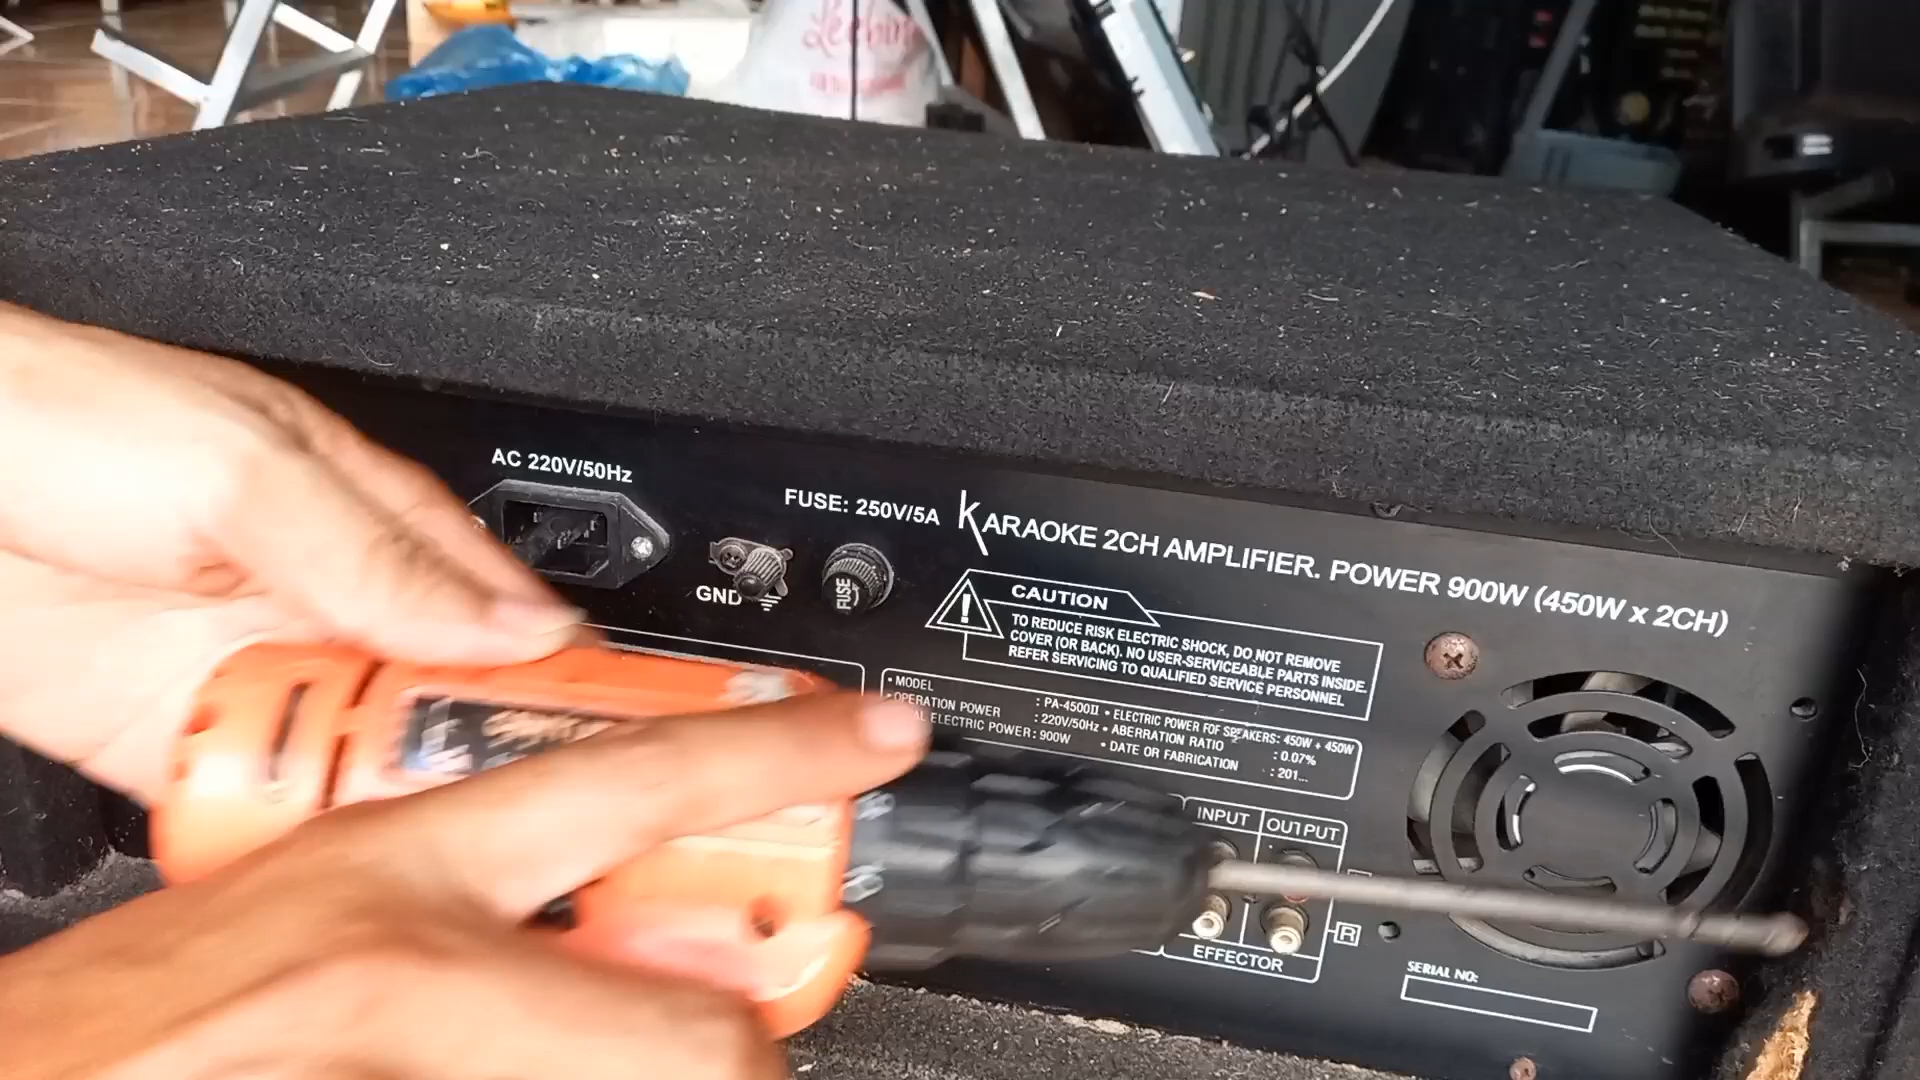 AC 220V/50Hz
GND
FUSE: 250V/5A
FUSE
KARAOKE 2CH AMPLIFIER. POWER 900W (450W x 2CH)
CAUTION
TO REDUCE RISK ELECTRIC SHOCK, DO NOT REMOVE
COVER (OR BACK). NO USER-SERVICEABLE PARTS INSIDE.
REFER SERVICING TO QUALIFIED SERVICE PERSONNEL
• MODEL : PA-4500II
• OPERATION POWER : 220V/50Hz
ELECTRIC POWER : 900W
• ELECTRIC POWER FOF SPEAKERS: 450W + 450W
• ABERRATION RATIO : 0.07%
• DATE OR FABRICATION : 201...
INPUT
OUTPUT
R
EFFECTOR
SERIAL NO: